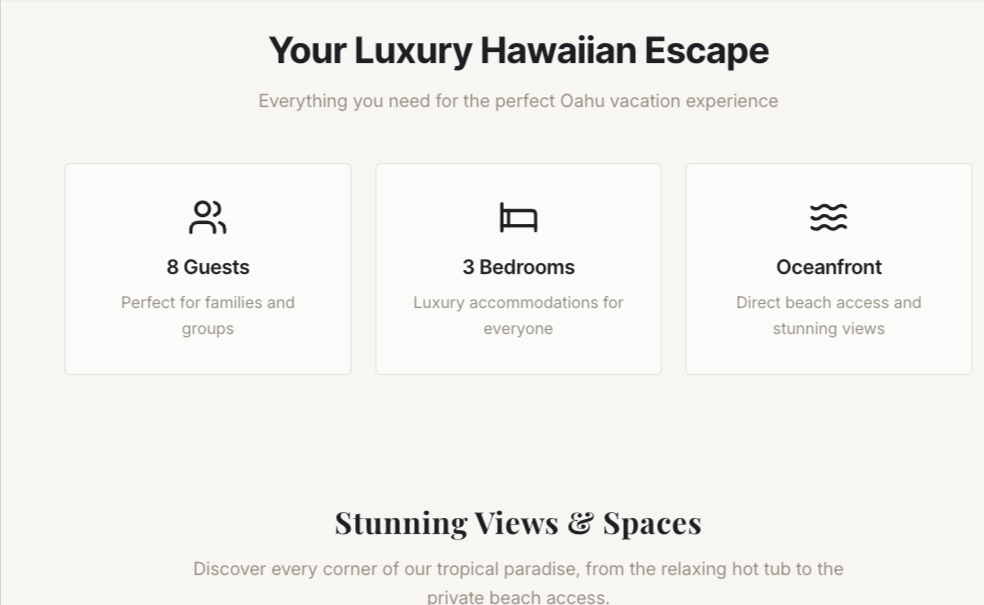 Your Luxury Hawaiian Escape
Everything you need for the perfect Oahu vacation experience
8 Guests
Perfect for families and
groups
3 Bedrooms
Luxury accommodations for
everyone
Oceanfront
Direct beach access and
stunning views
Stunning Views & Spaces
Discover every corner of our tropical paradise, from the relaxing hot tub to the
private beach access.